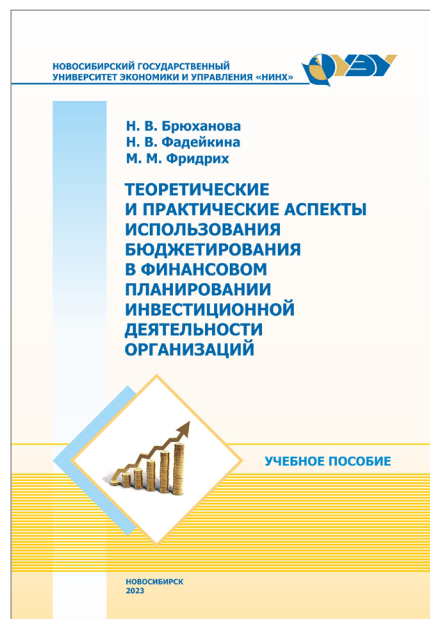 НОВОСИБИРСКИЙ ГОСУДАРСТВЕННЫЙ
УНИВЕРСИТЕТ ЭКОНОМИКИ И УПРАВЛЕНИЯ «НИНХ»
Н. В. Брюханова
Н. В. Фадейкина
М. М. Фридрих
ТЕОРЕТИЧЕСКИЕ
И ПРАКТИЧЕСКИЕ АСПЕКТЫ
ИСПОЛЬЗОВАНИЯ
БЮДЖЕТИРОВАНИЯ
В ФИНАНСОВОМ
ПЛАНИРОВАНИИ
ИНВЕСТИЦИОННОЙ
ДЕЯТЕЛЬНОСТИ
ОРГАНИЗАЦИЙ
УЧЕБНОЕ ПОСОБИЕ
НОВОСИБИРСК
2023